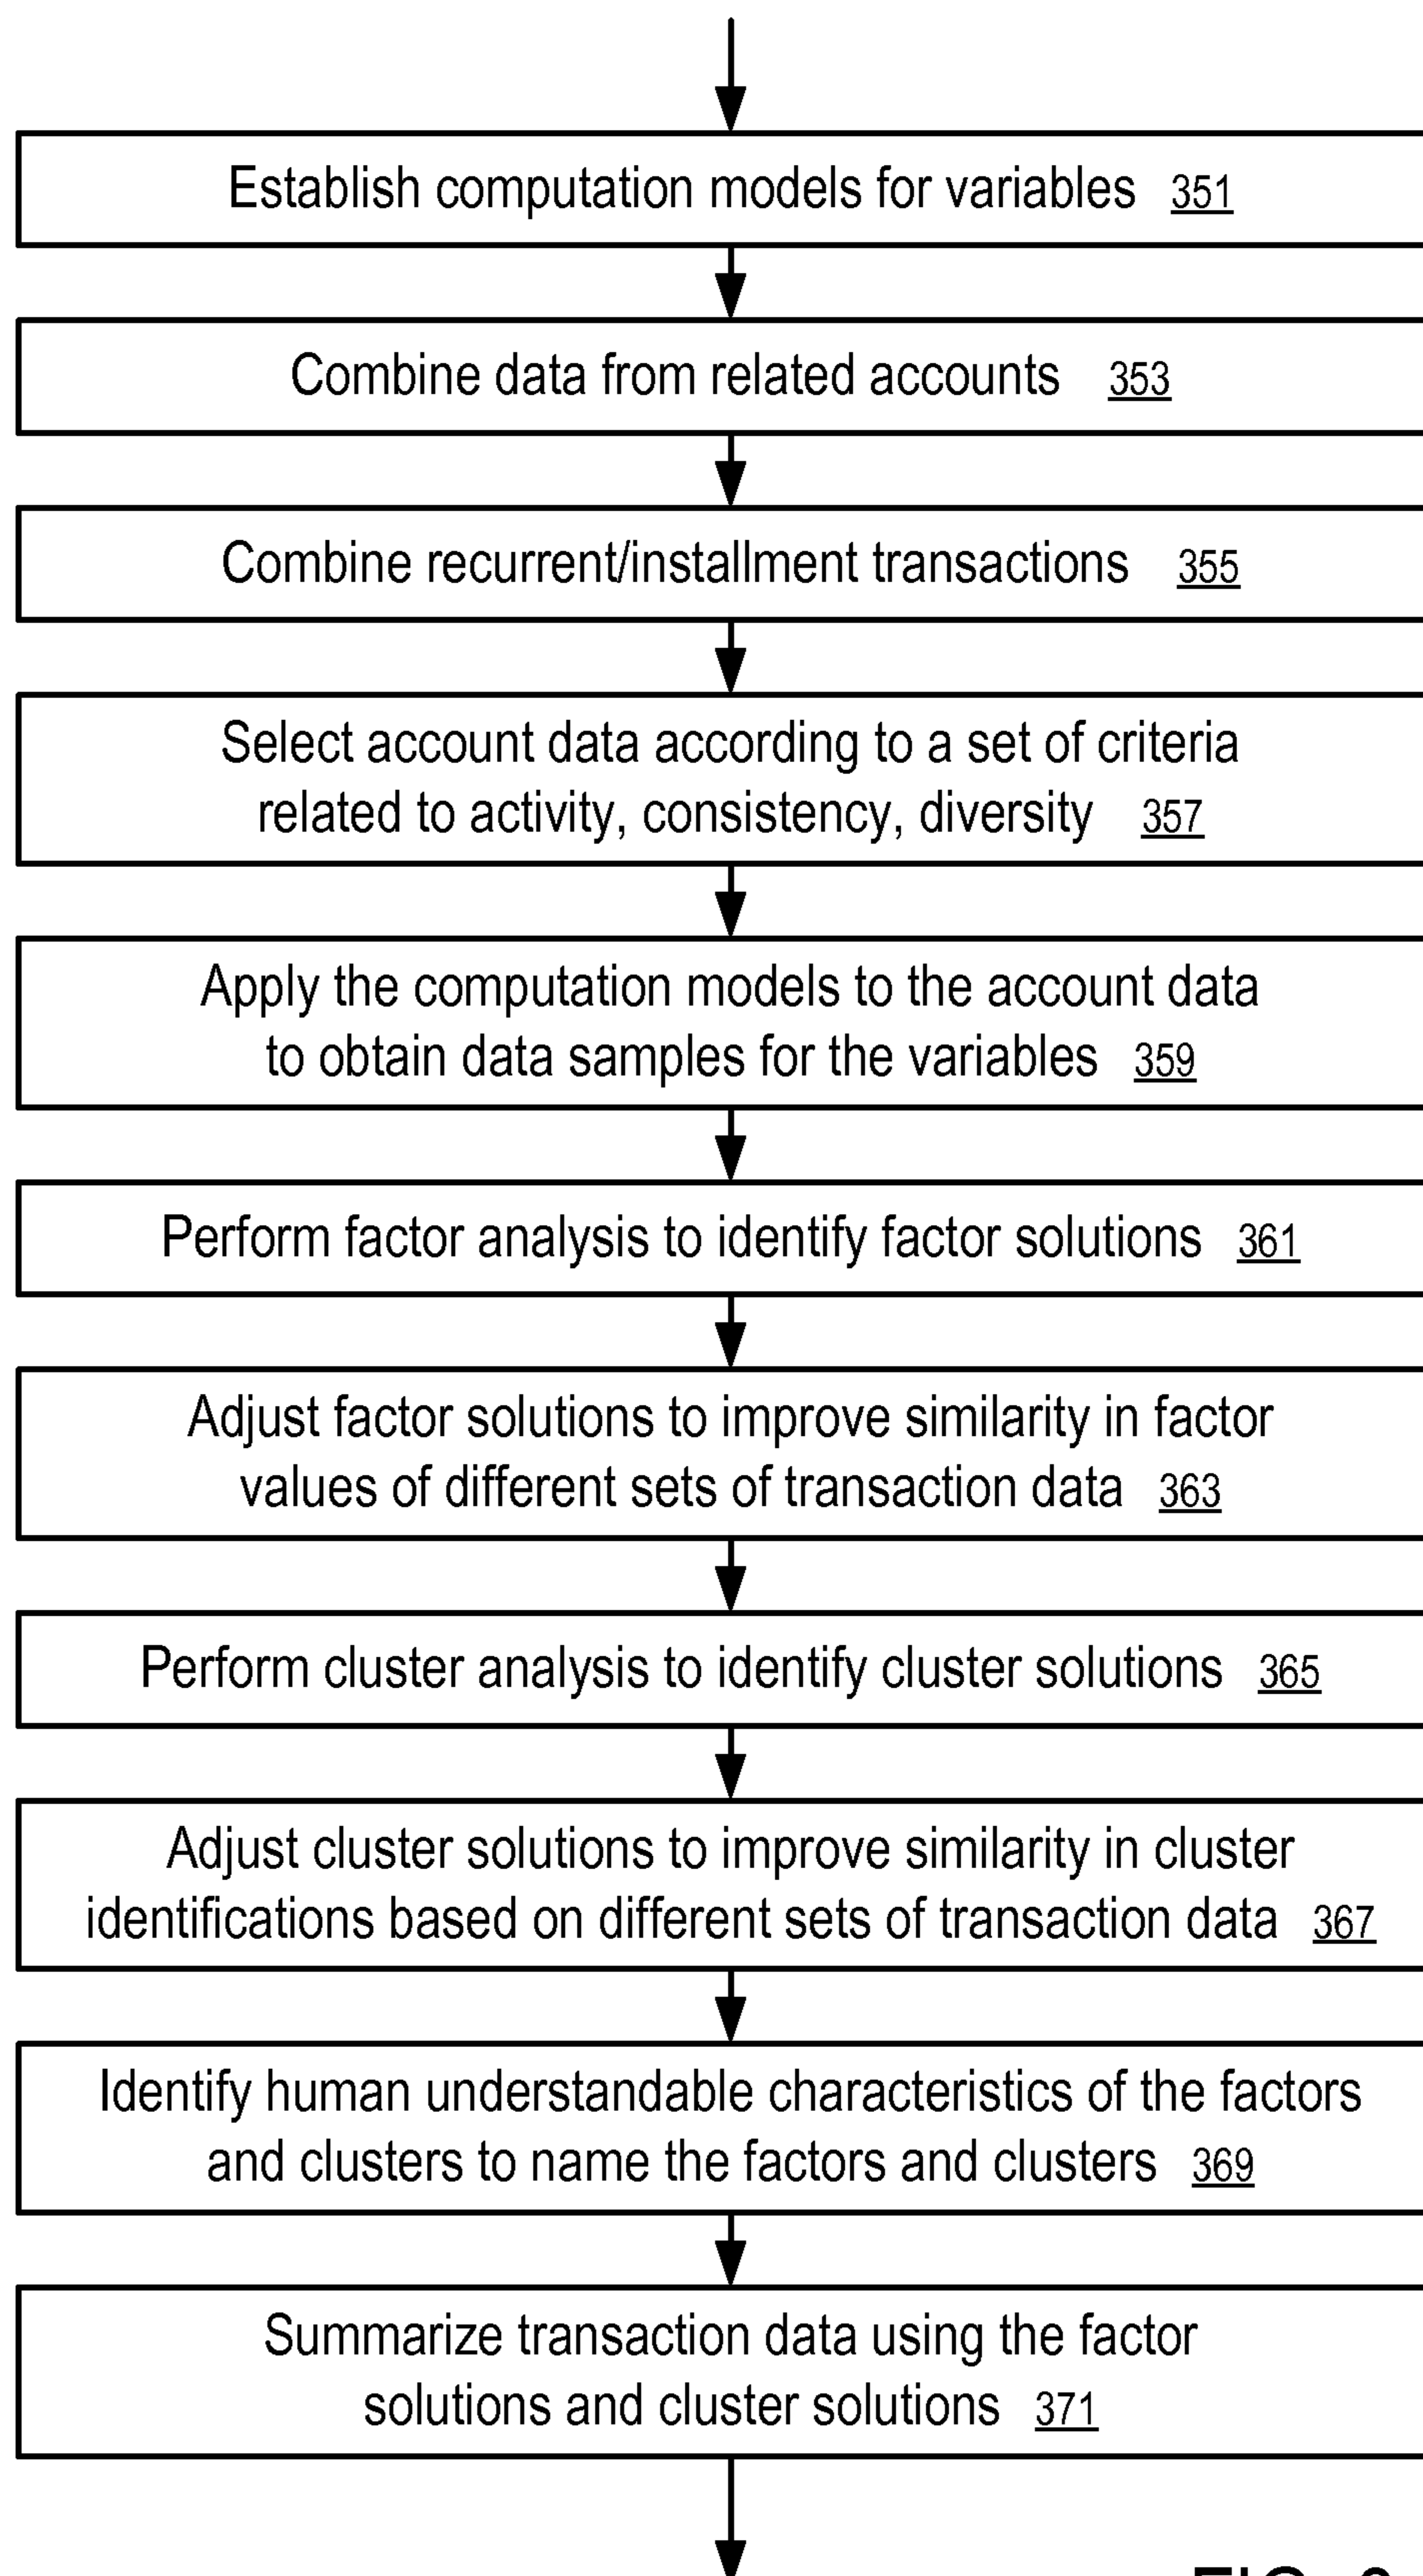 Establish computation models for variables 351
Combine data from related accounts 353
Combine recurrent/installment transactions 355
Select account data according to a set of criteria
related to activity, consistency, diversity 357
Apply the computation models to the account data
to obtain data samples for the variables 359
Perform factor analysis to identify factor solutions 361
Adjust factor solutions to improve similarity in factor
values of different sets of transaction data 363
Perform cluster analysis to identify cluster solutions 365
Adjust cluster solutions to improve similarity in cluster
identifications based on different sets of transaction data 367
Identify human understandable characteristics of the factors
and clusters to name the factors and clusters 369
Summarize transaction data using the factor
solutions and cluster solutions 371